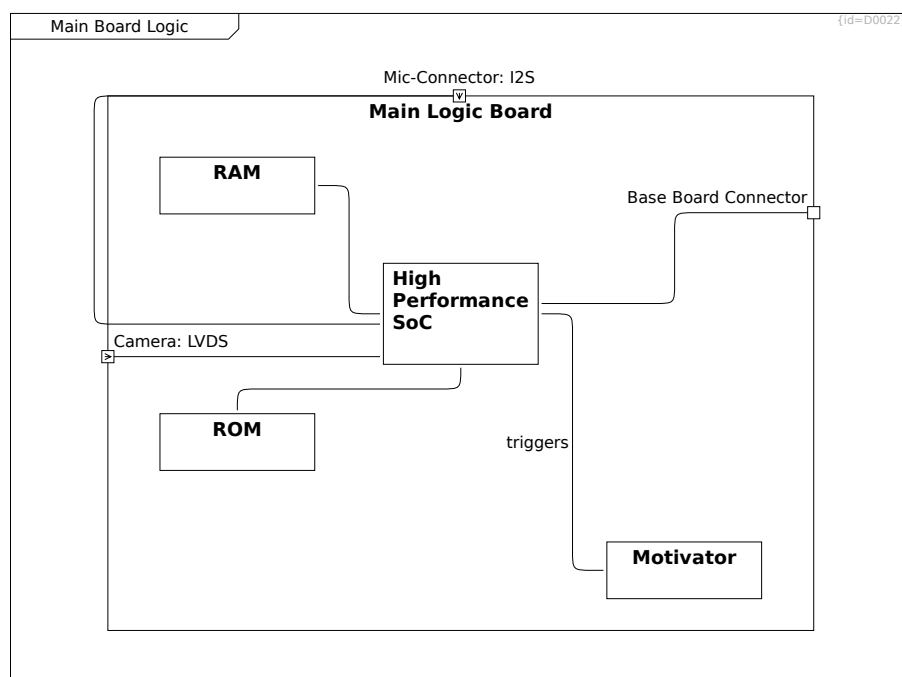 Main Board Logic
{id=D0022
Mic-Connector: I2S
Main Logic Board
RAM
Base Board Connector
High
Performance
SoC
Camera: LVDS
ROM
triggers
Motivator